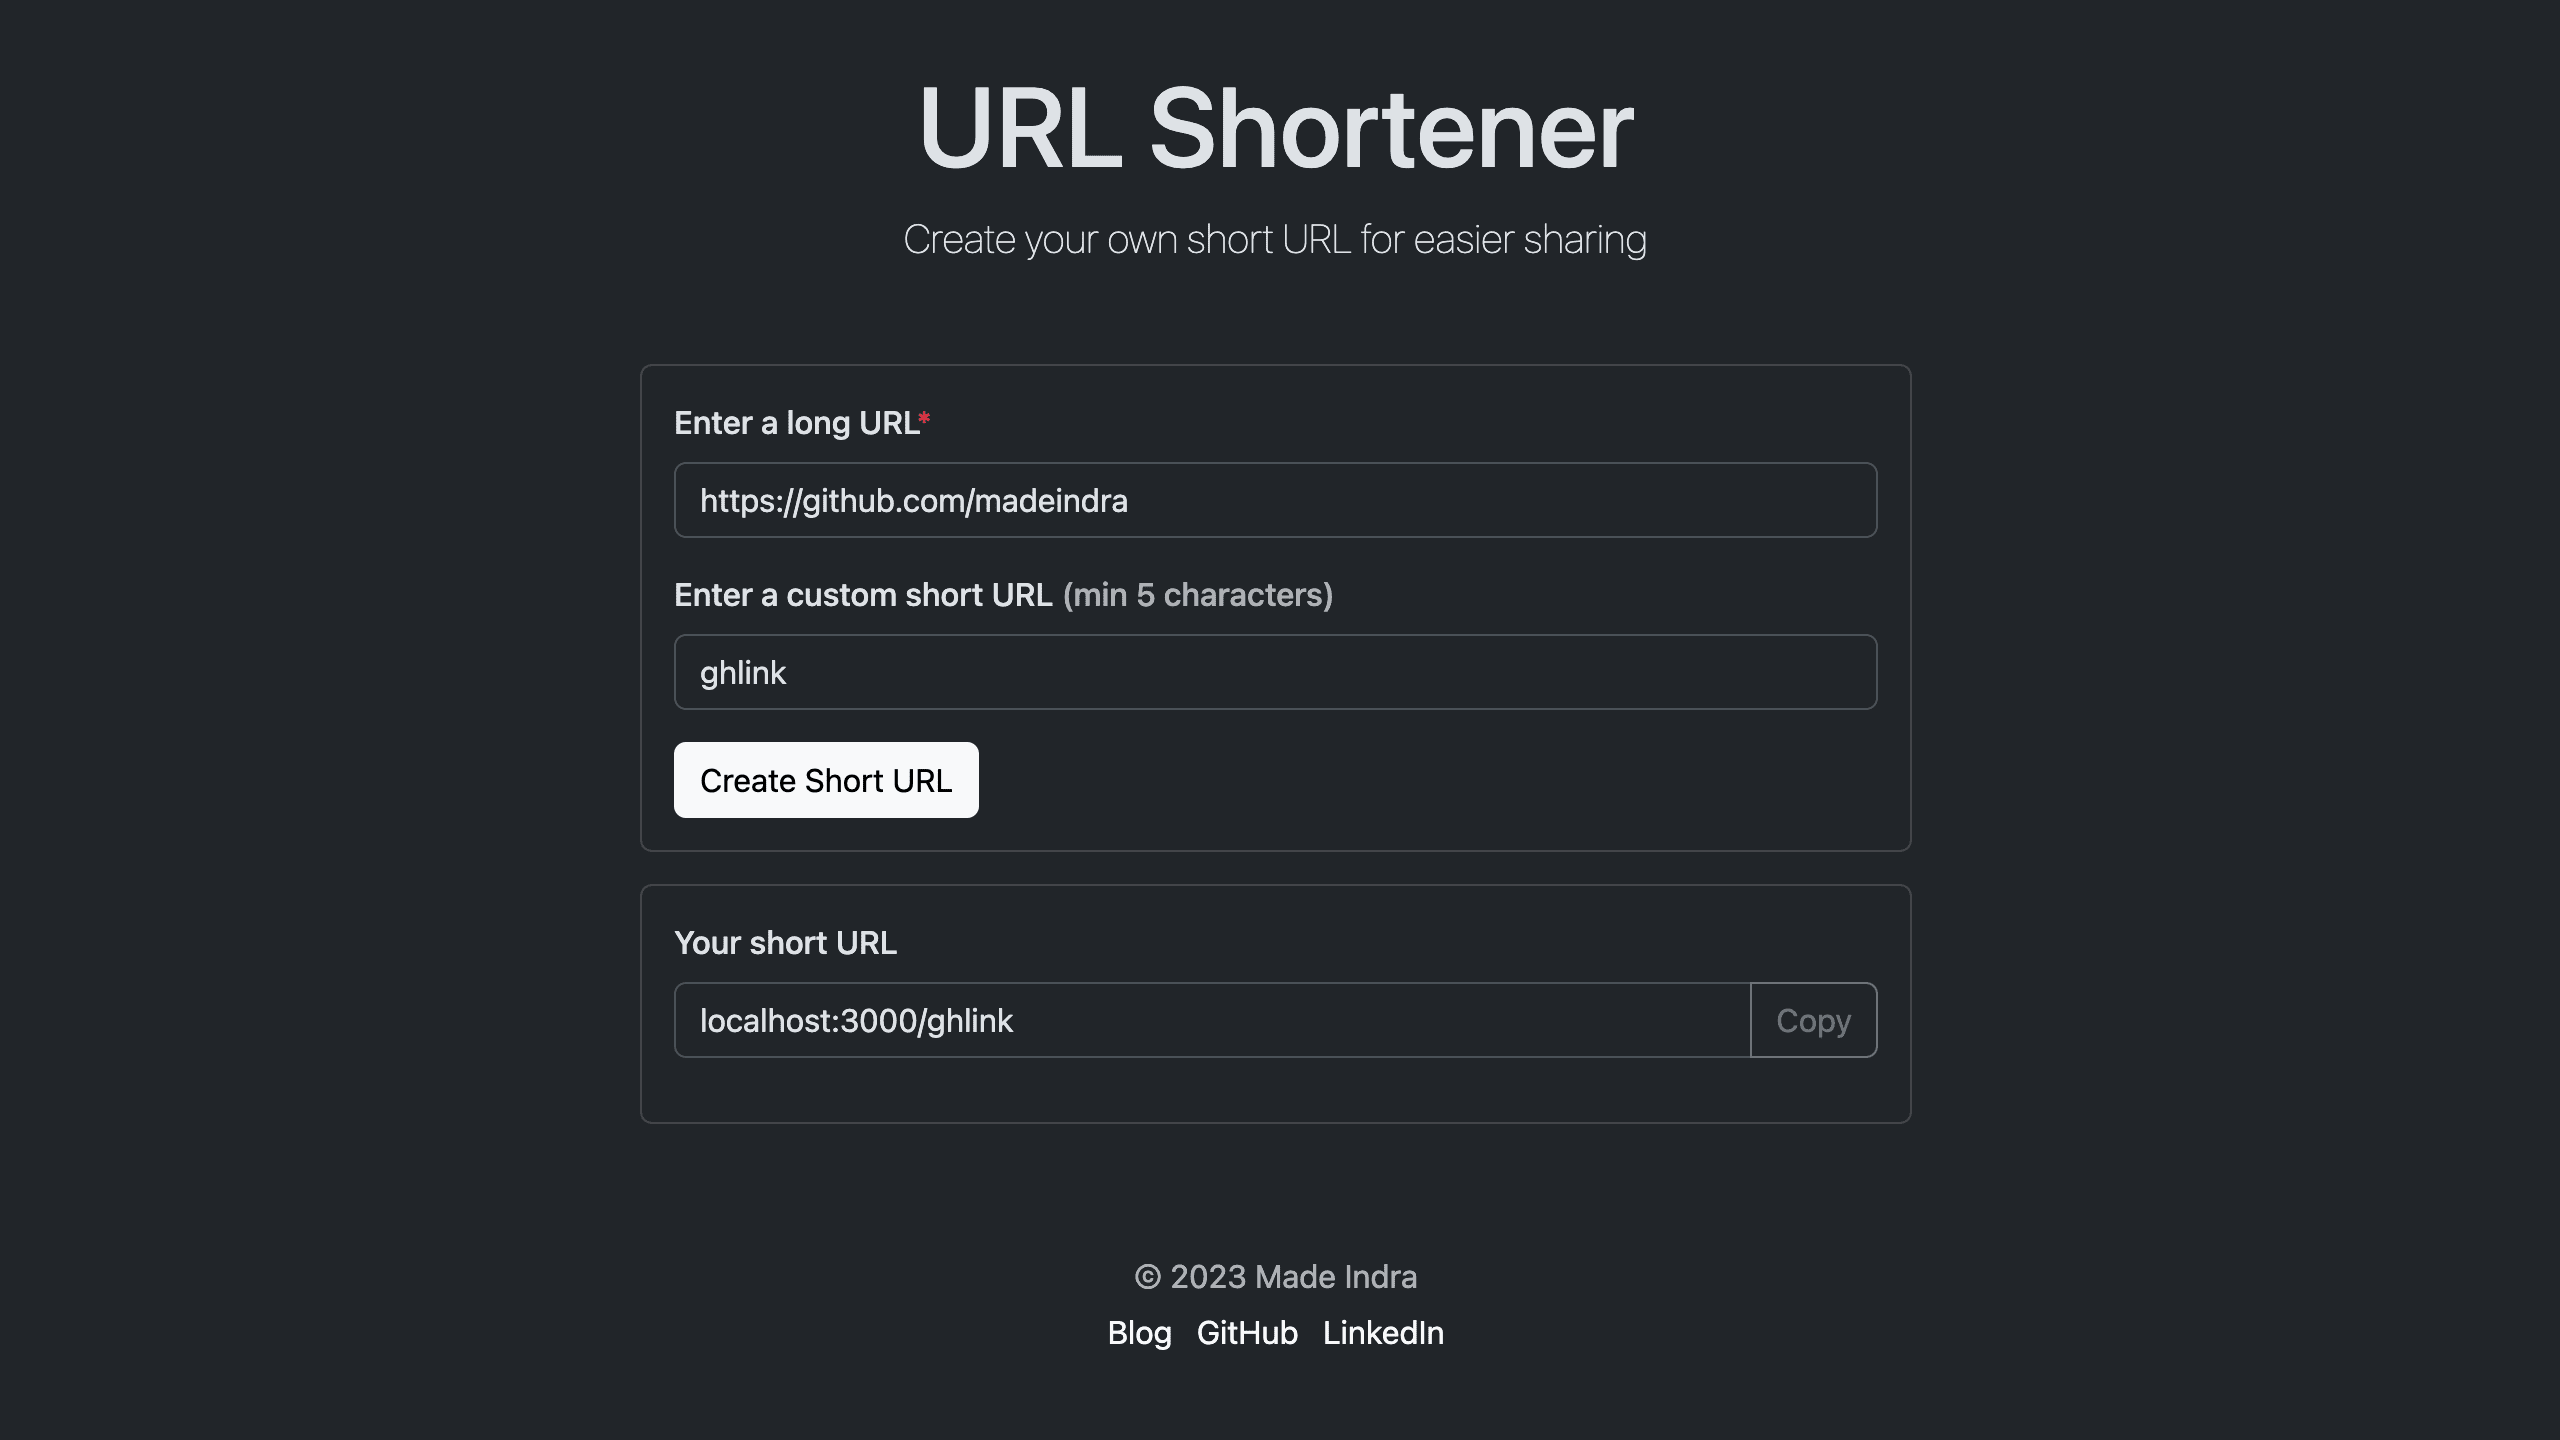 URL Shortener
Create your own short URL for easier sharing
Enter a long URL*
https://github.com/madeindra
Enter a custom short URL (min 5 characters)
ghlink
Create Short URL
Your short URL
localhost:3000/ghlink Copy
© 2023 Made Indra
Blog GitHub LinkedIn